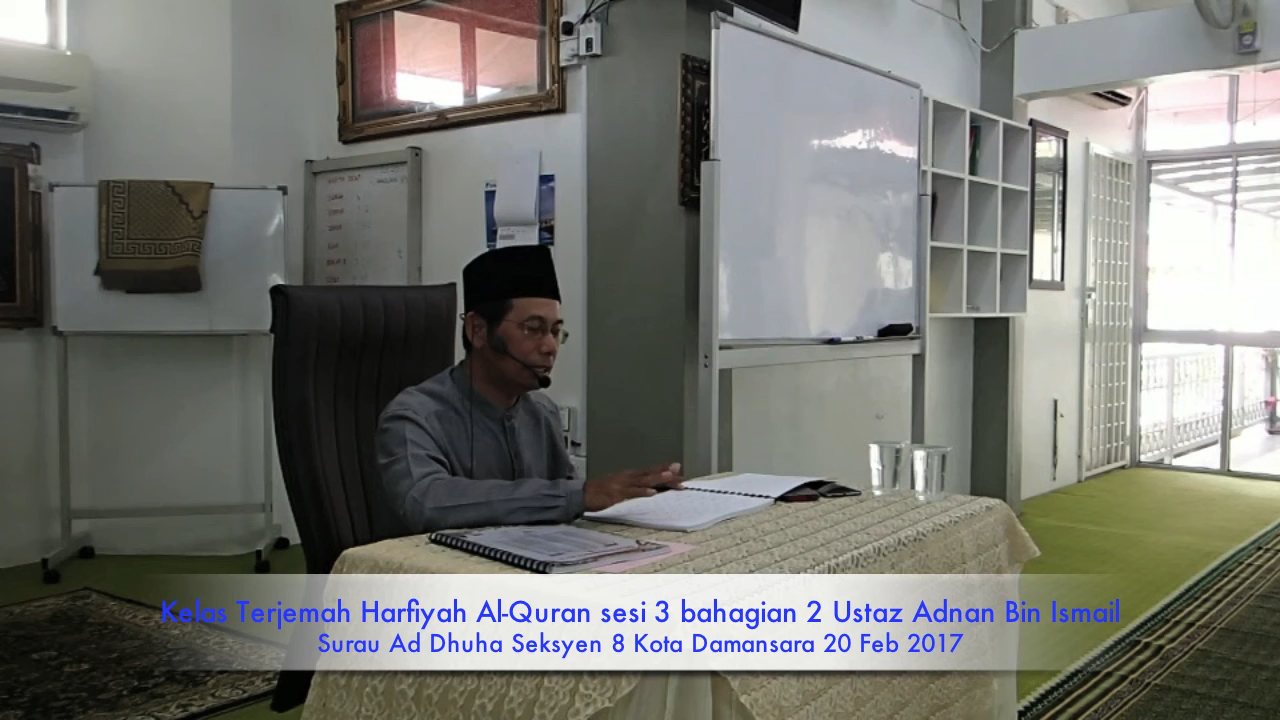 Kelas Terjemah Harfiyah Al-Quran sesi 3 bahagian 2 Ustaz Adnan Bin Ismail
Surau Ad Dhuha Seksyen 8 Kota Damansara 20 Feb 2017